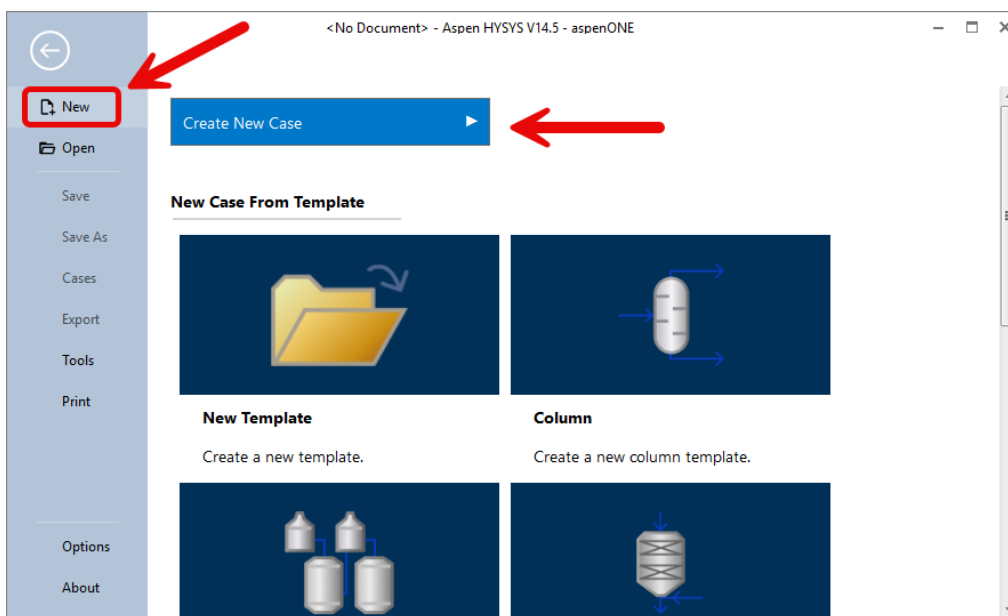 <No Document> - Aspen HYSYS V14.5 - aspenONE
New
Open
Save
Save As
Cases
Export
Tools
Print
Options
About
Create New Case
New Case From Template
New Template
Create a new template.
Column
Create a new column template.